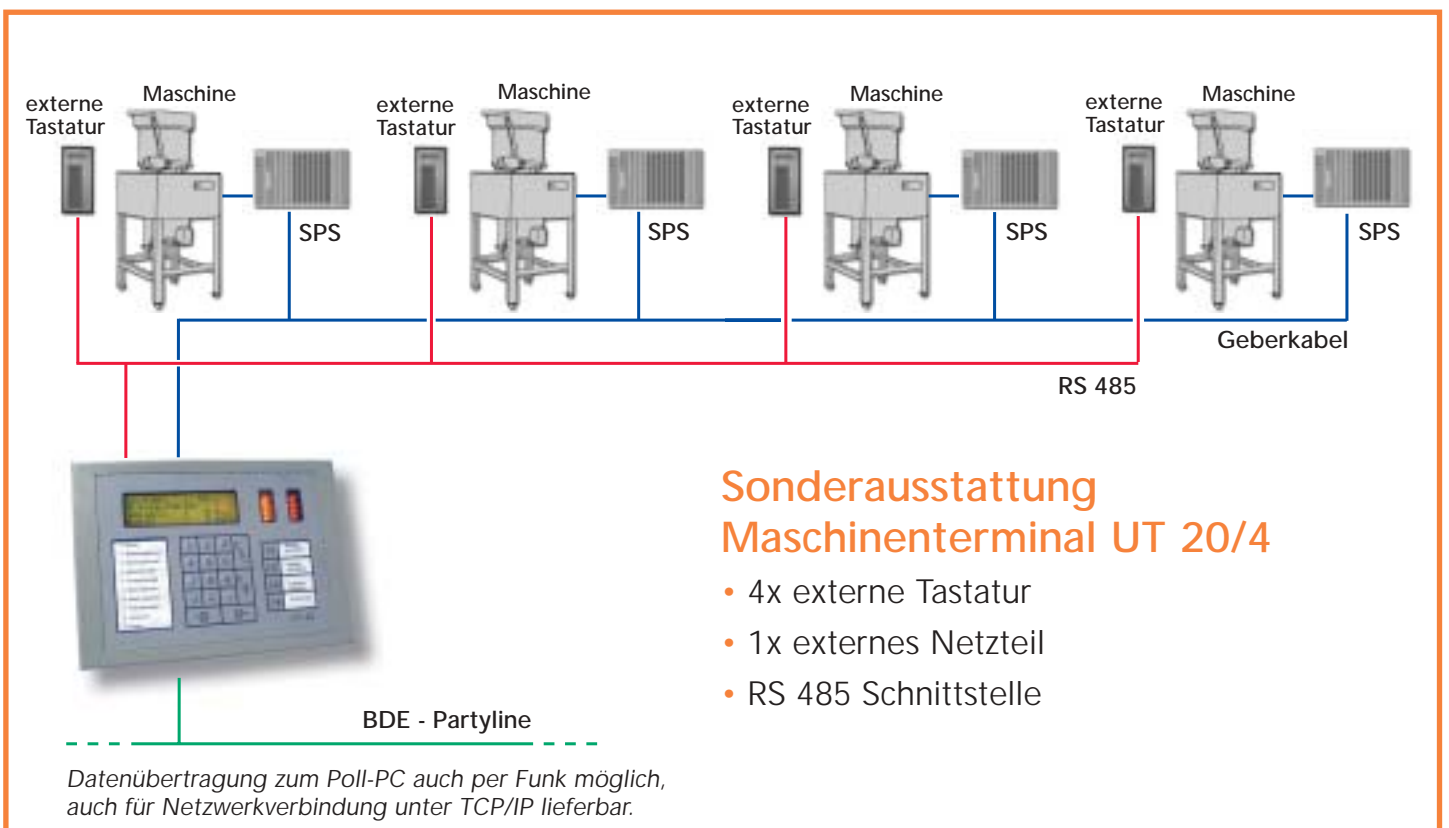 externe
Tastatur
Maschine
SPS
externe
Tastatur
Maschine
SPS
externe
Tastatur
Maschine
SPS
externe
Tastatur
Maschine
SPS
Geberkabel
RS 485
Sonderausstattung
Maschinenterminal UT 20/4
• 4x externe Tastatur
• 1x externes Netzteil
• RS 485 Schnittstelle
BDE - Partyline
Datenübertragung zum Poll-PC auch per Funk möglich,
auch für Netzwerkverbindung unter TCP/IP lieferbar.